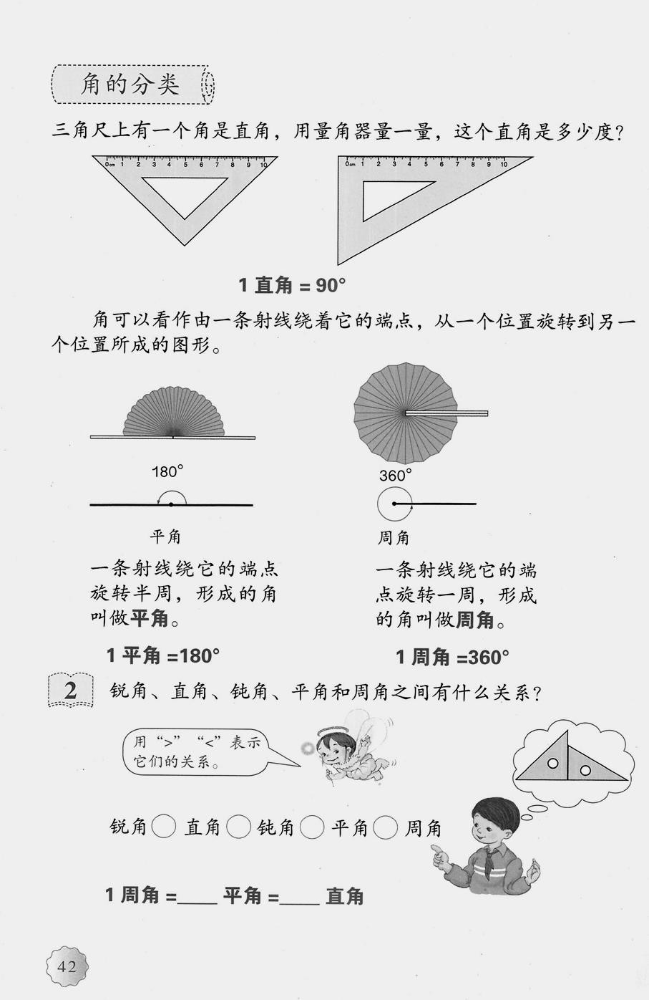 角的分类
三角尺上有一个角是直角，用量角器量一量，这个直角是多少度？
0cm 1 2 3 4 5 6 7 8 9 10
0cm 1 2 3 4 5 6 7 8 9 10
1 直角 = 90°
角可以看作由一条射线绕着它的端点，从一个位置旋转到另一
个位置所成的图形。
180°
360°
平角
周角
一条射线绕它的端点
旋转半周，形成的角
叫做平角。
1 平角 =180°
一条射线绕它的端
点旋转一周，形成
的角叫做周角。
1 周角 =360°
2 锐角、直角、钝角、平角和周角之间有什么关系？
用“>”“<”表示
它们的关系。
锐角○直角○钝角○平角○周角
1 周角 =____ 平角 =____ 直角
42